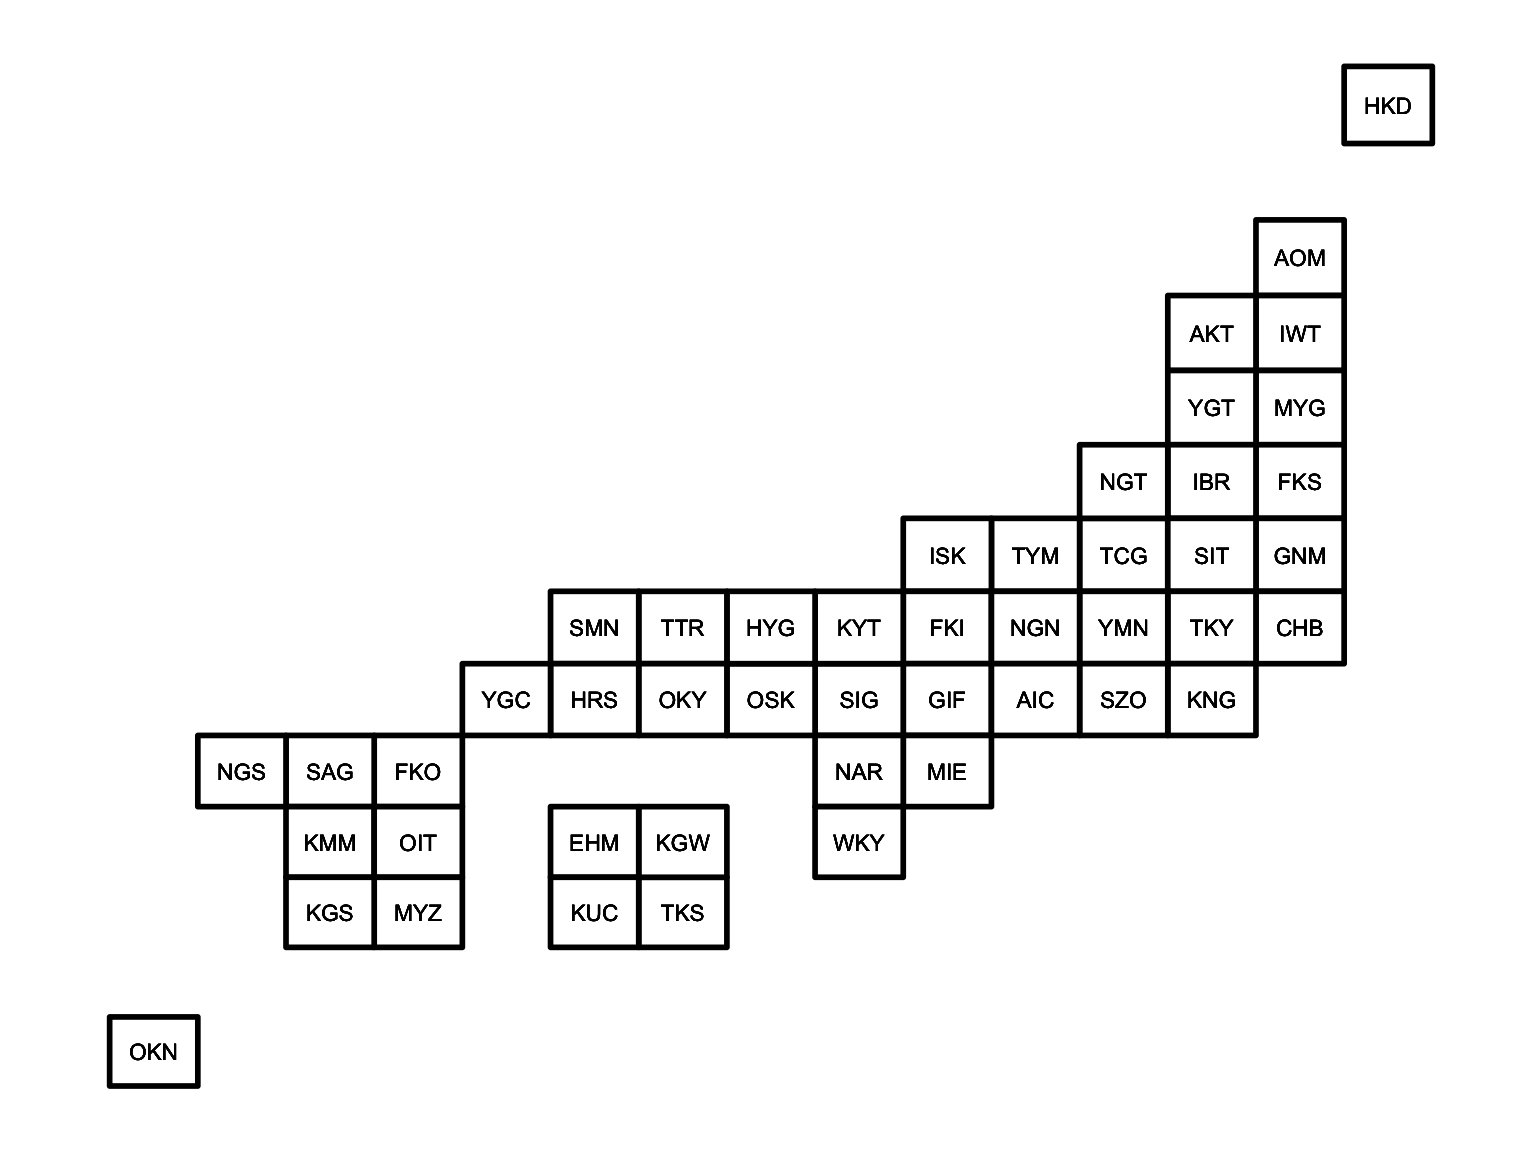 HKD
AOM
AKT IWT
YGT MYG
NGT IBR FKS
ISK TYM TCG SIT GNM
SMN TTR HYG KYT FKI NGN YMN TKY CHB
YGC HRS OKY OSK SIG GIF AIC SZO KNG
NGS SAG FKO NAR MIE
KMM OIT EHM KGW WKY
KGS MYZ KUC TKS
OKN